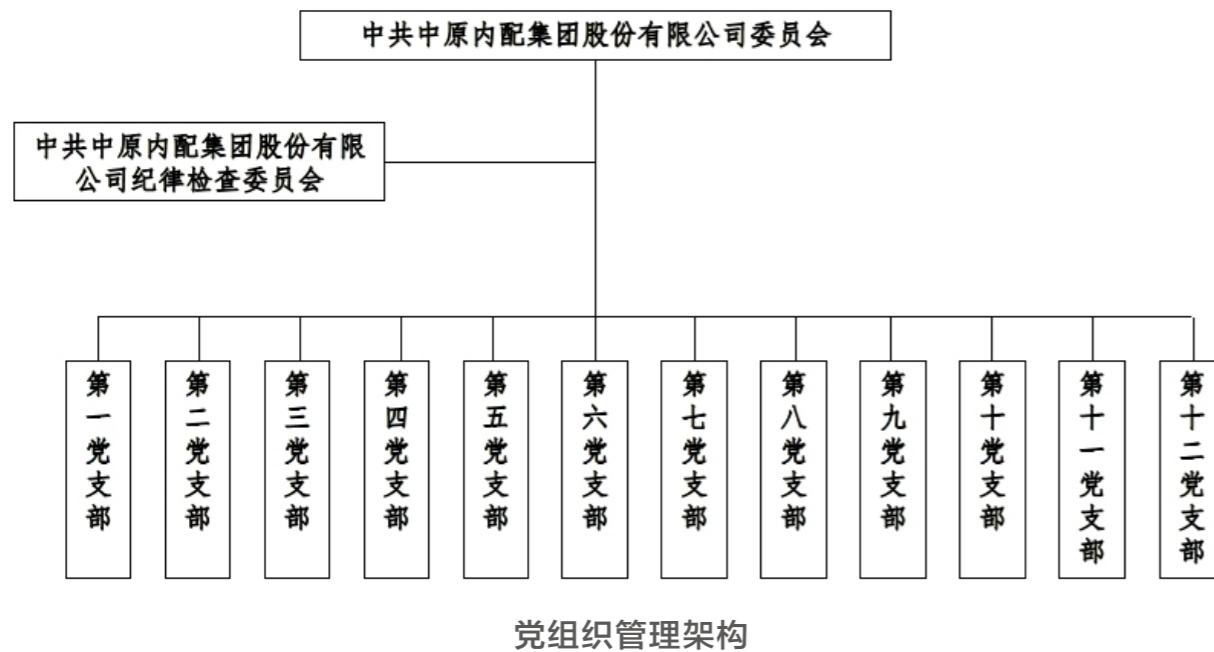 中共中原内配集团股份有限公司委员会
中共中原内配集团股份有限
公司纪律检查委员会
第一党支部
第二党支部
第三党支部
第四党支部
第五党支部
第六党支部
第七党支部
第八党支部
第九党支部
第十党支部
第十一党支部
第十二党支部
党组织管理架构